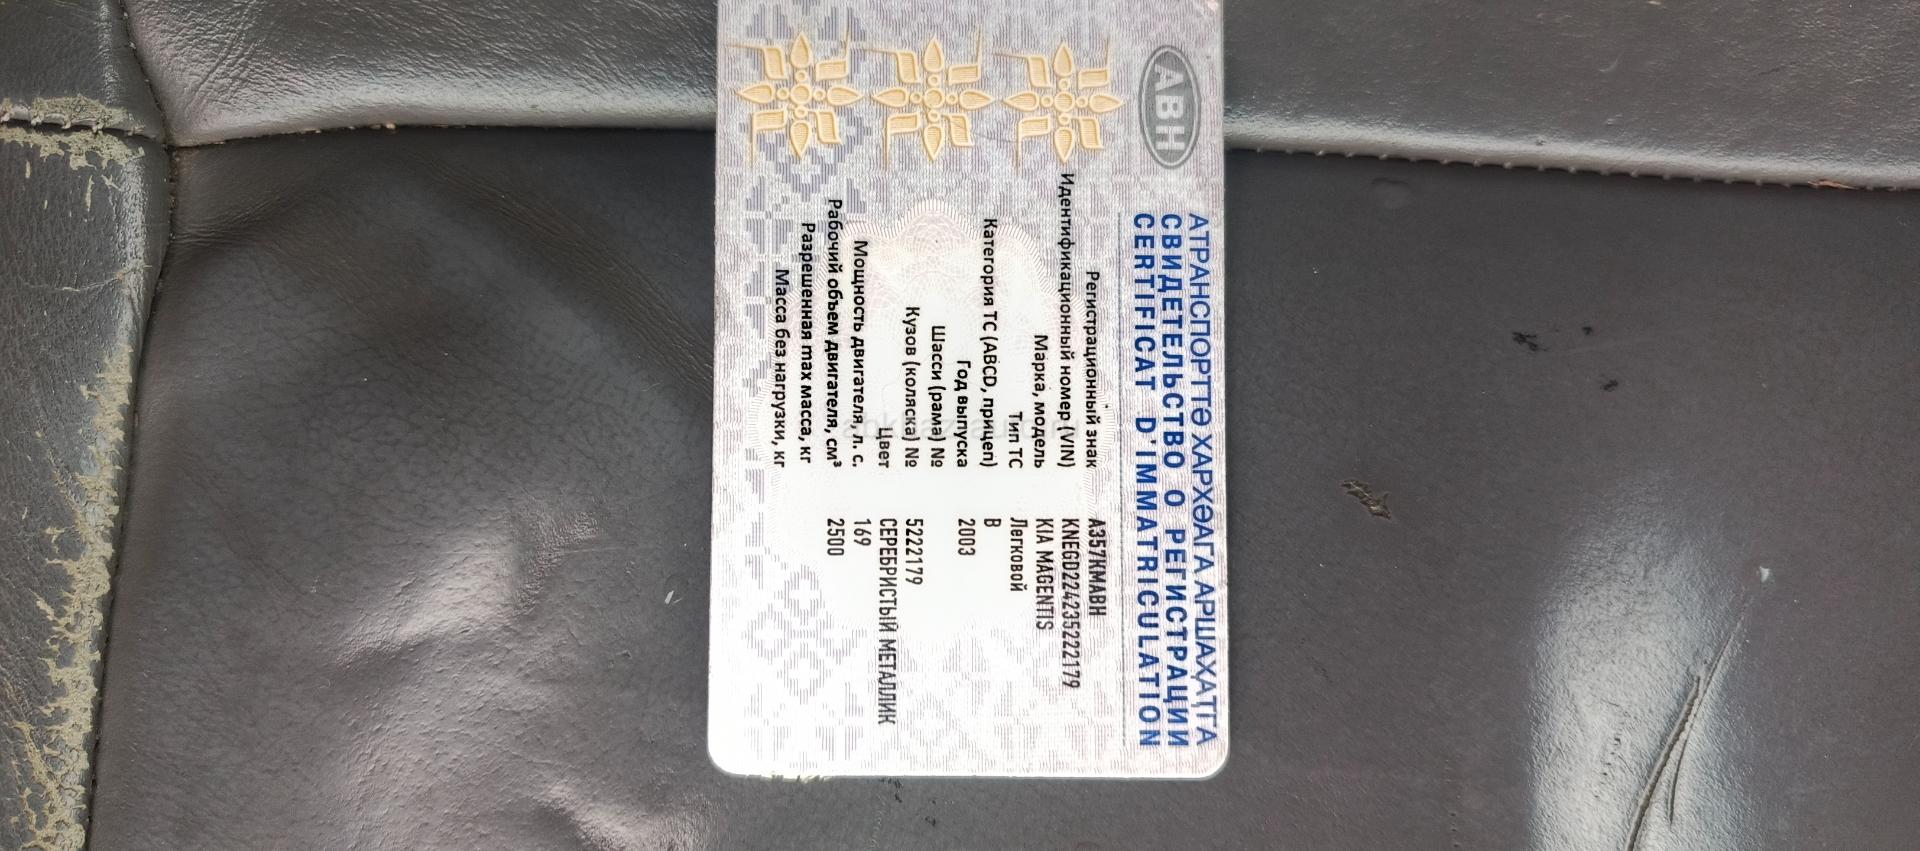 АВН
АТРАНСПОРТТӘ ХАРХӘАГА АРШАҲАҬГА
СВИДЕТЕЛЬСТВО О РЕГИСТРАЦИИ
CERTIFICAT D'IMMATRICULATION
Регистрационный знак А357КМАВН
Идентификационный номер (VIN) KNEGD224235222179
Марка, модель KIA MAGENTIS
Тип ТС Легковой
Категория ТС (ABCD, прицеп) B
Год выпуска 2003
Шасси (рама) №
Кузов (коляска) № 5222179
Цвет СЕРЕБРИСТЫЙ МЕТАЛЛИК
Мощность двигателя, л. с. 169
Рабочий объем двигателя, см³ 2500
Разрешенная max масса, кг
Масса без нагрузки, кг